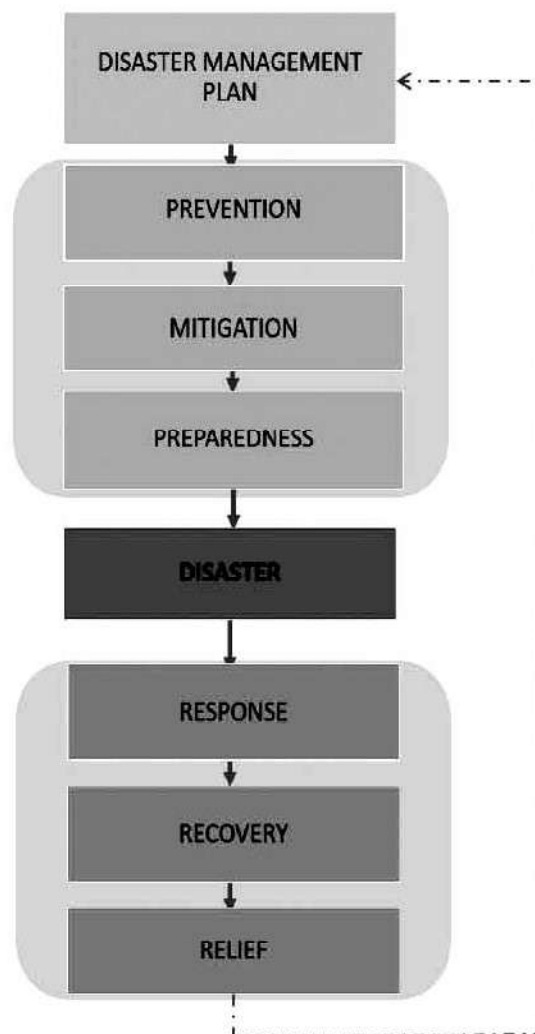 DISASTER MANAGEMENT
PLAN
PREVENTION
MITIGATION
PREPAREDNESS
DISASTER
RESPONSE
RECOVERY
RELIEF